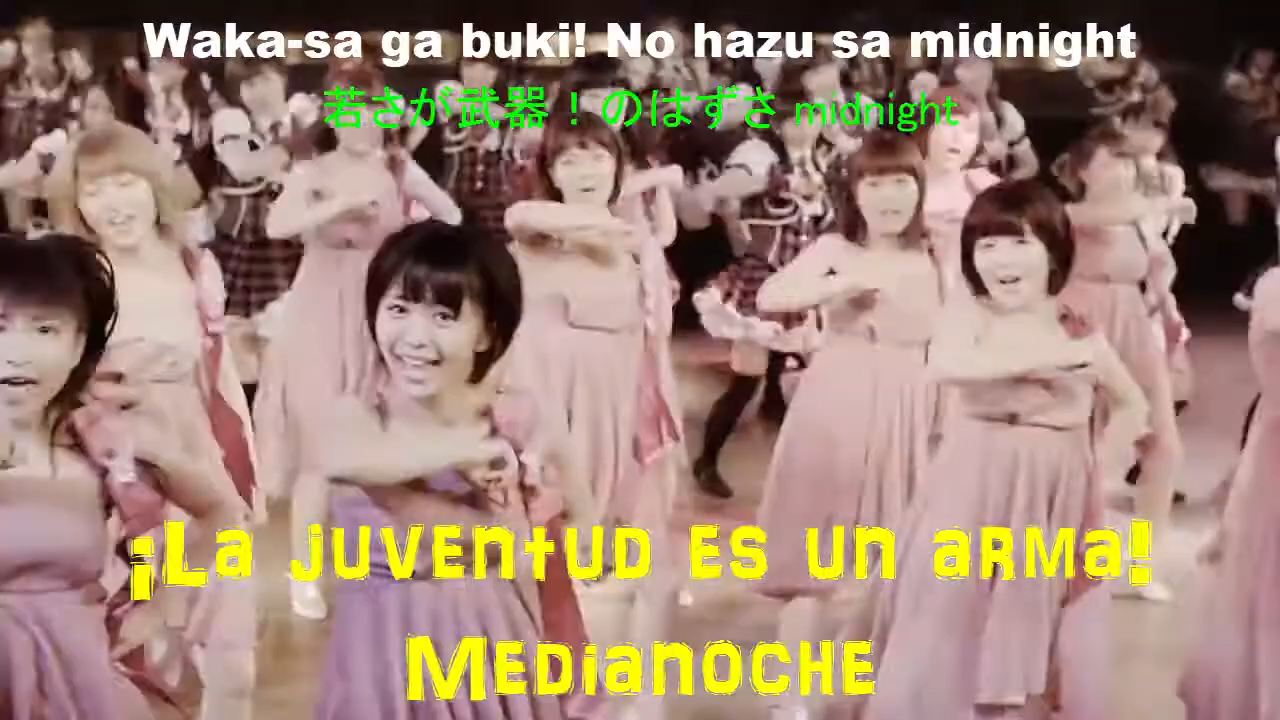 Waka-sa ga buki! No hazu sa midnight
若さが武器！のはずさ midnight
¡La juventud es un arma!
Medianoche